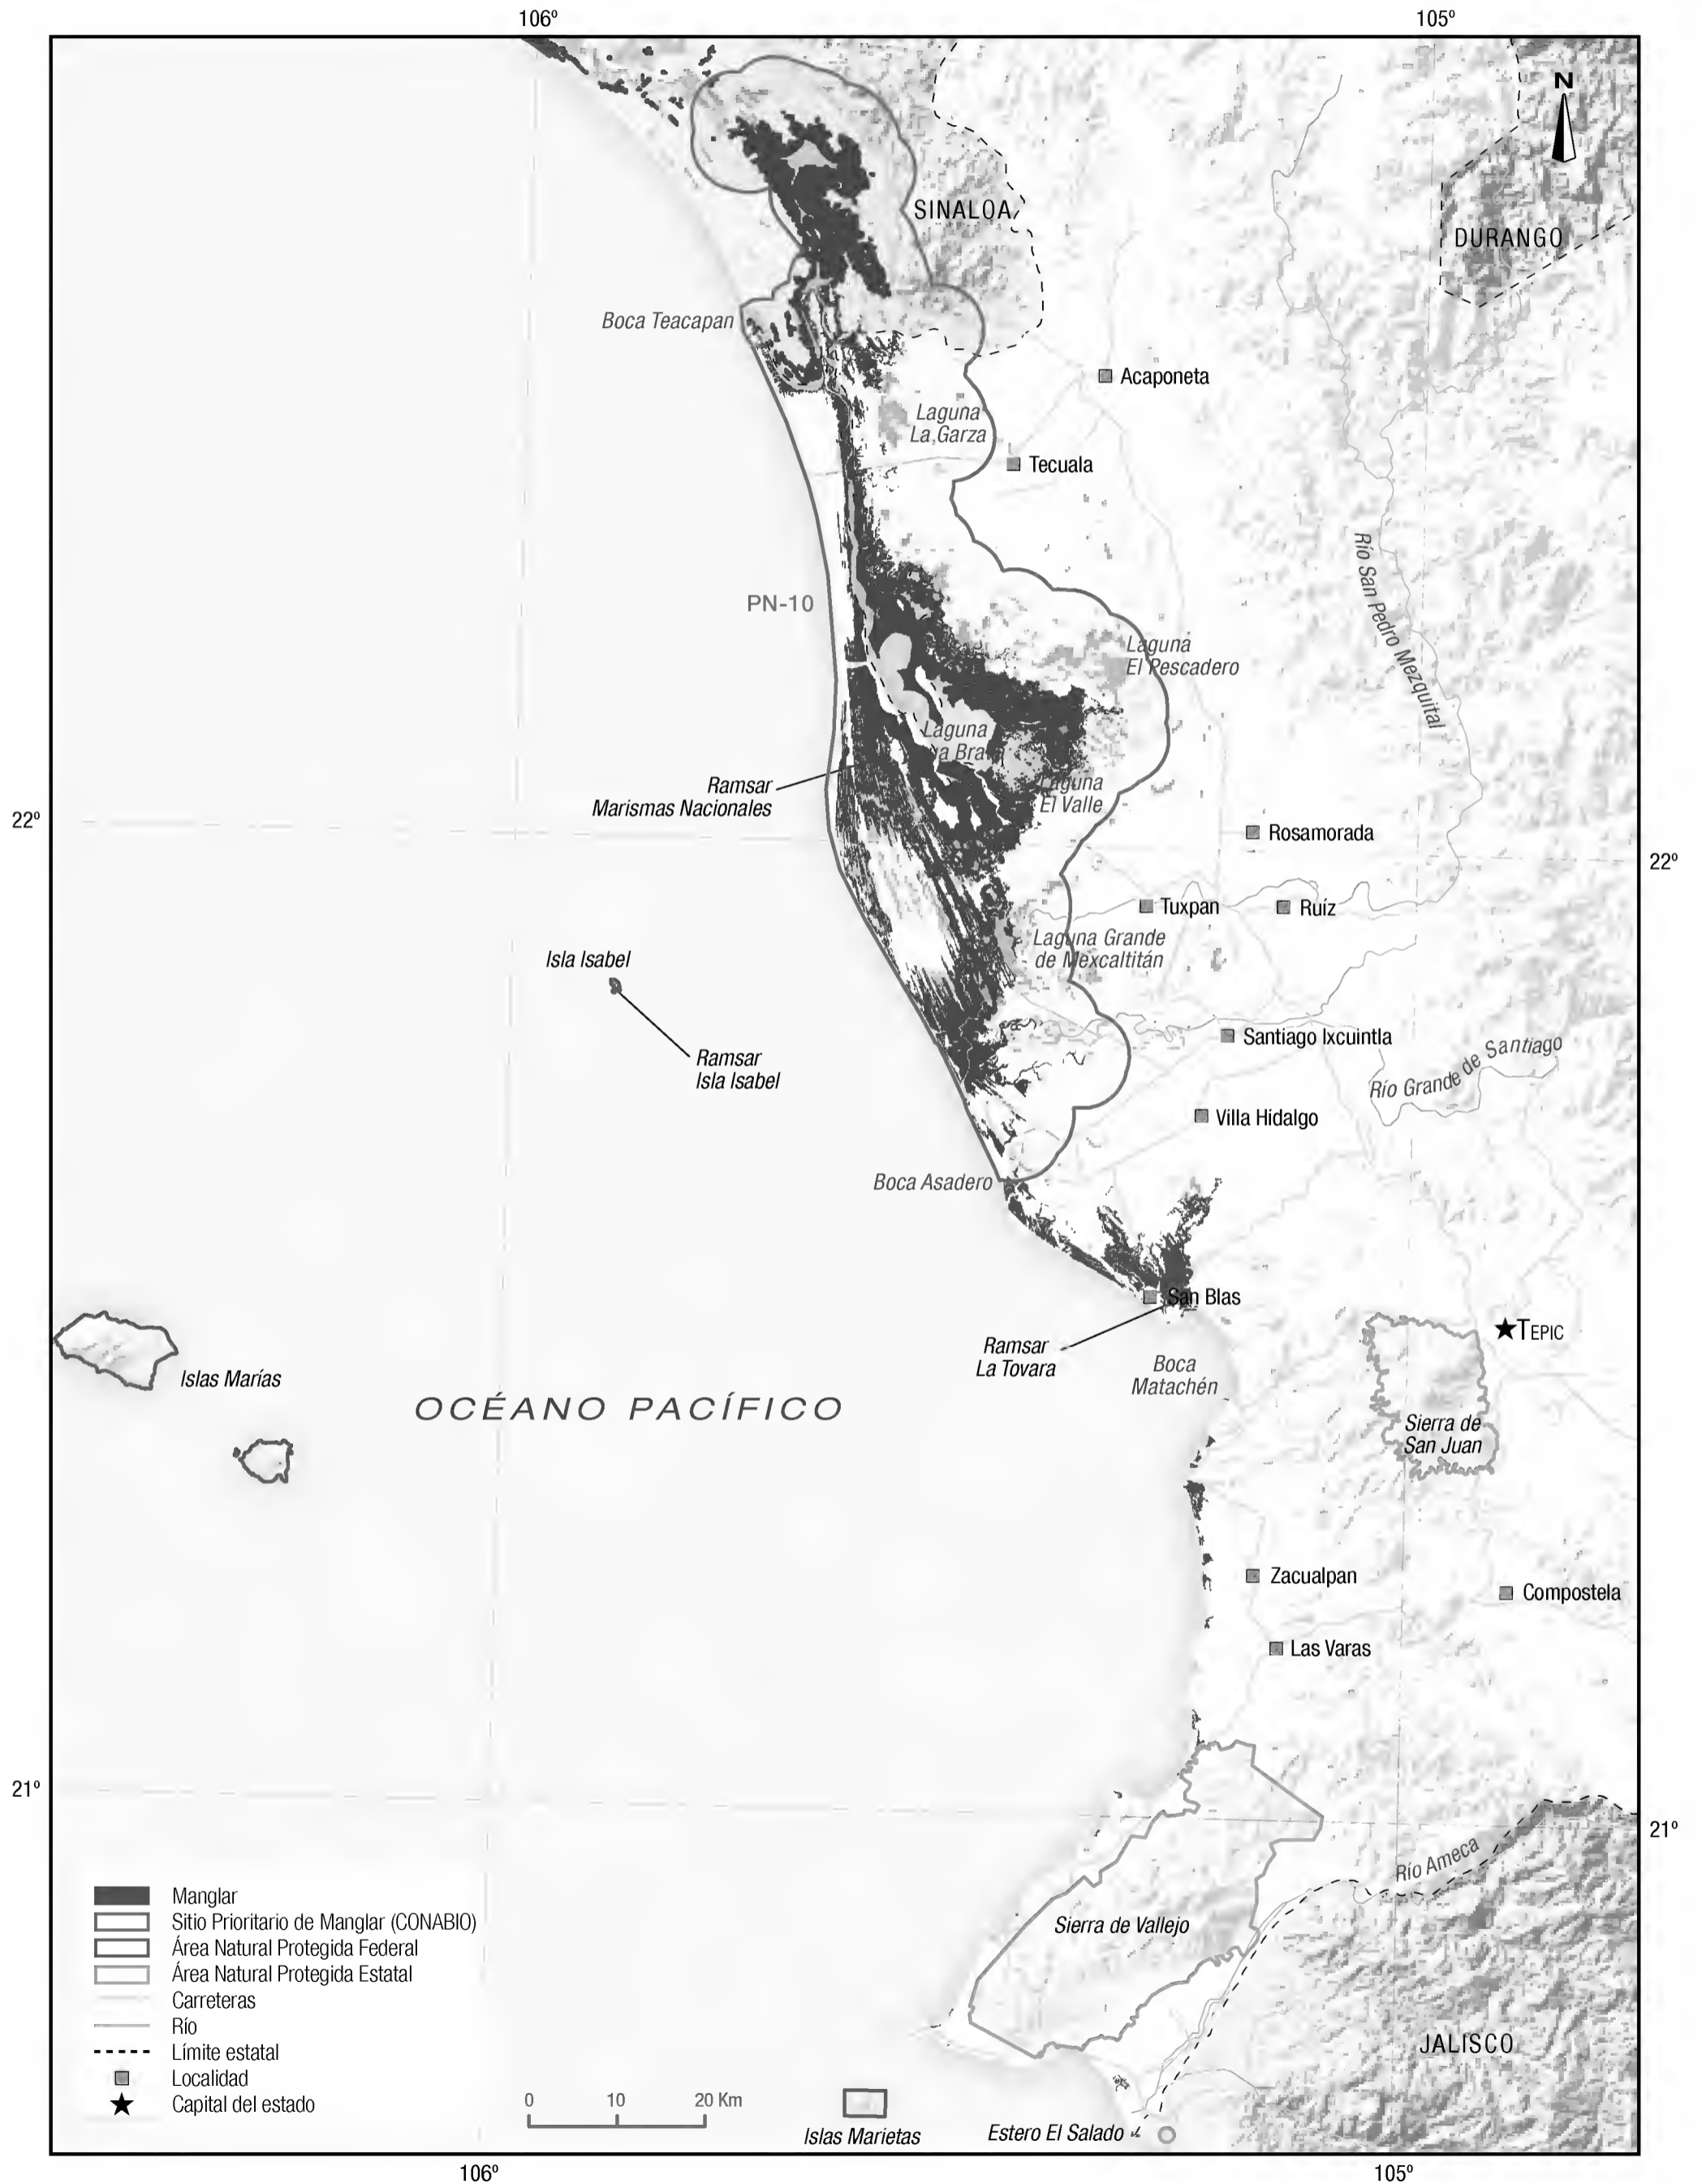 106º
105º
N
SINALOA
DURANGO
Boca Teacapan
Acaponeta
Laguna
La Garza
Tecuala
Río San Pedro Mezquital
PN-10
Laguna
El Pescadero
Laguna
a Bra
Ramsar
Marismas Nacionales
Laguna
El Valle
22º
Rosamorada
22º
Tuxpan
Ruíz
Laguna Grande
de Mexcaltitán
Isla Isabel
Ramsar
Isla Isabel
Santiago Ixcuintla
Río Grande de Santiago
Villa Hidalgo
Boca Asadero
San Blas
TEPIC
Ramsar
La Tovara
Boca
Matachén
Islas Marías
OCÉANO PACÍFICO
Sierra de
San Juan
Zacualpan
Compostela
Las Varas
21º
21º
Río Ameca
Sierra de Vallejo
Manglar
Sitio Prioritario de Manglar (CONABIO)
Área Natural Protegida Federal
Área Natural Protegida Estatal
Carreteras
Río
Límite estatal
Localidad
Capital del estado
JALISCO
0 10 20 Km
Islas Marietas
Estero El Salado
106º
105º